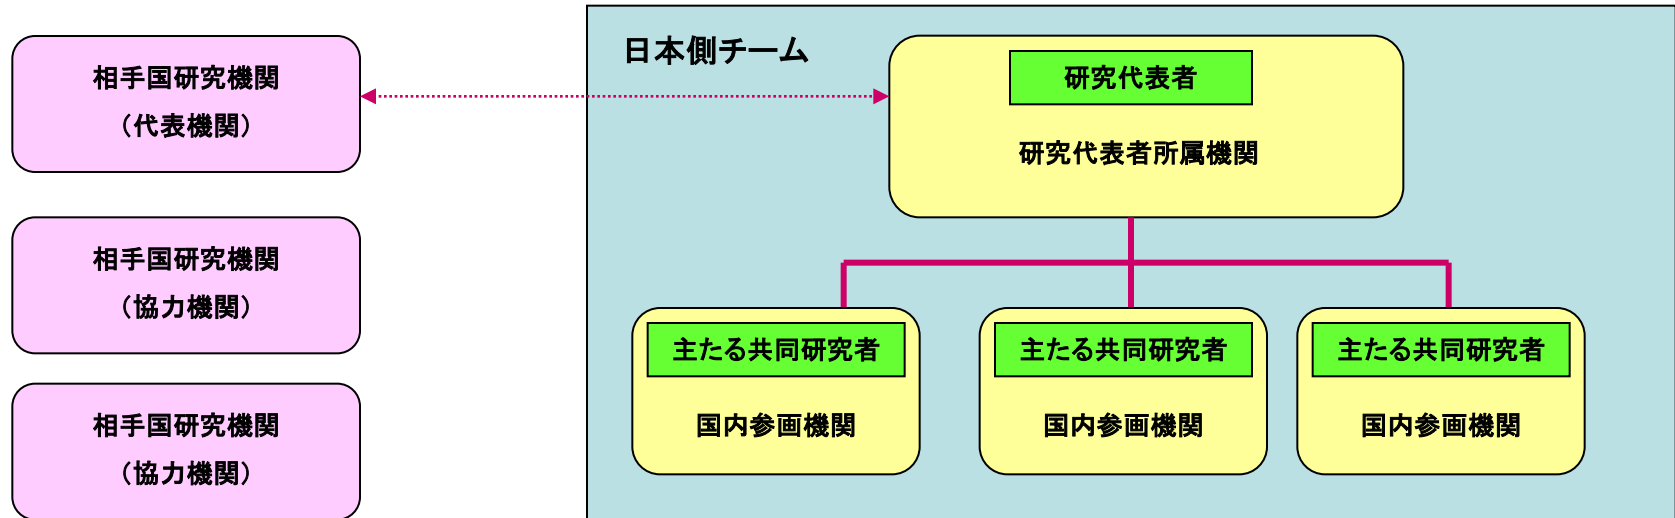 相手国研究機関
（代表機関）
相手国研究機関
（協力機関）
相手国研究機関
（協力機関）
日本側チーム
研究代表者
研究代表者所属機関
主たる共同研究者
国内参画機関
主たる共同研究者
国内参画機関
主たる共同研究者
国内参画機関